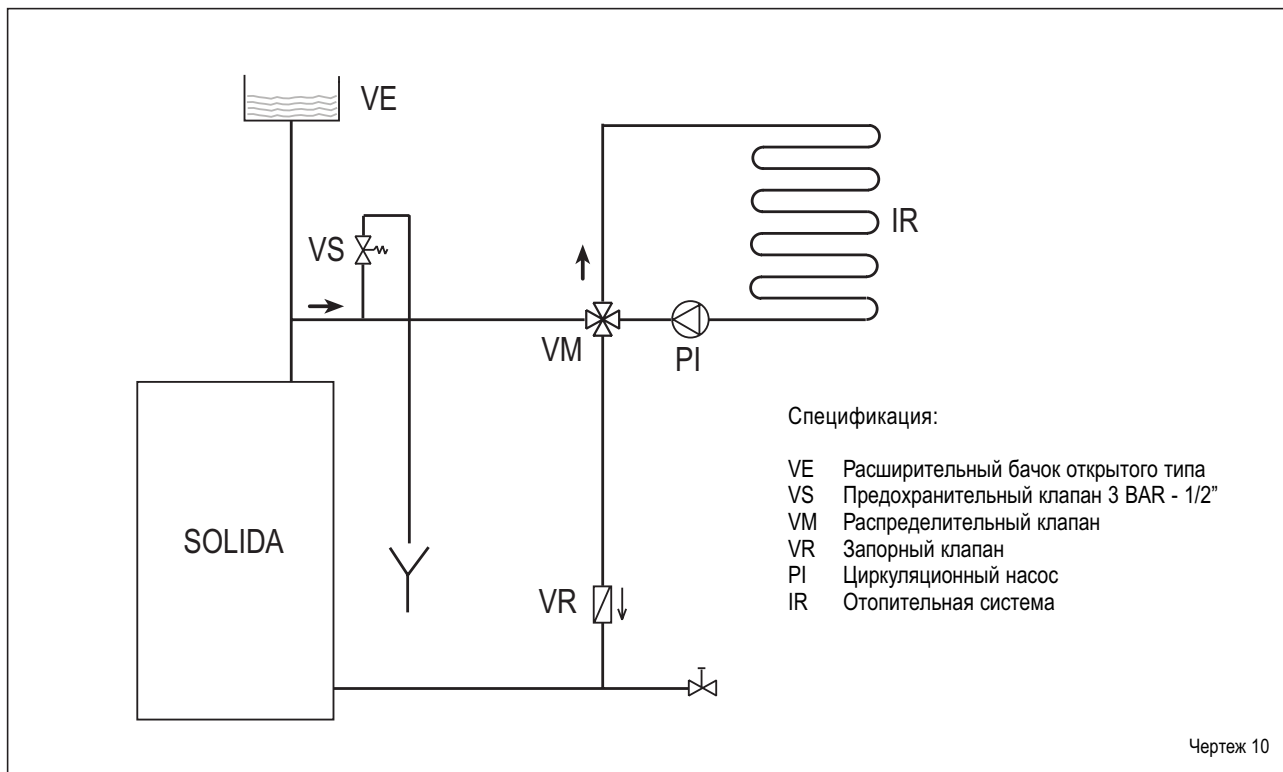 VE
VS
IR
VM
PI
SOLIDA
VR
Спецификация:
VE Расширительный бачок открытого типа
VS Предохранительный клапан 3 BAR - 1/2”
VM Распределительный клапан
VR Запорный клапан
PI Циркуляционный насос
IR Отопительная система
Чертеж 10